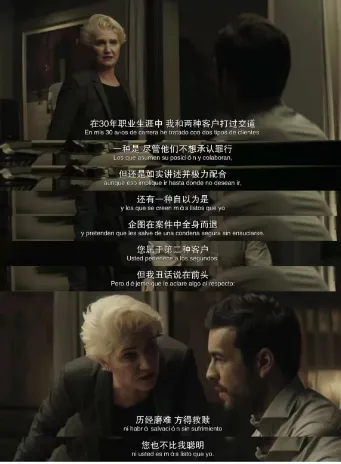 在30年职业生涯中 我和两种客户打过交道
En mis 30 años de carrera he tratado con dos tipos de clientes
一种是 尽管他们不想承认罪行
Los que asumen su posición y colaboran,
但还是如实讲述并极力配合
aunque eso implique ir hasta donde no desean ir,
还有一种自以为是
y los que se creen más listos que yo
企图在案件中全身而退
y pretenden que les salve de una condena segura sin ensuciarse.
您属于第二种客户
Usted pertenece a los segundos.
但我丑话说在前头
Pero déjeme que le aclare algo al respecto:
历经磨难 方得救赎
ni habrá salvación sin sufrimiento
您也不比我聪明
ni usted es más listo que yo.